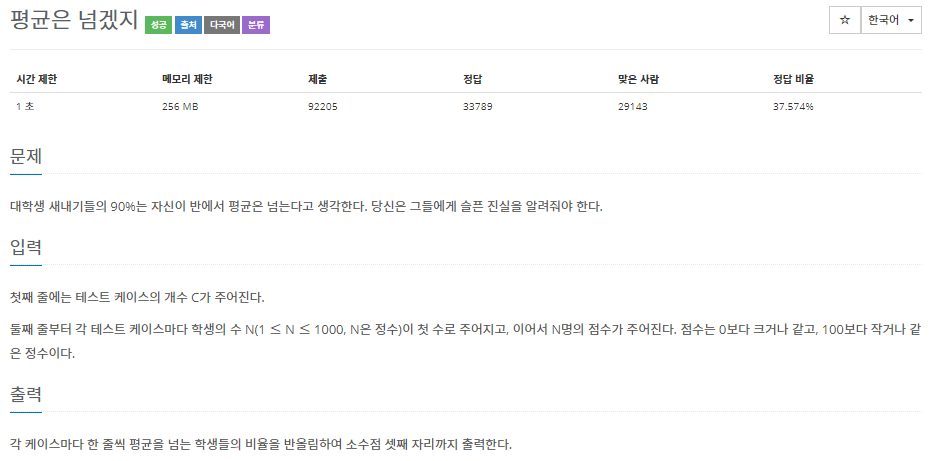 평균은 넘겠지 성공 출처 다국어 분류 ☆ 한국어
시간 제한 메모리 제한 제출 정답 맞은 사람 정답 비율
1 초 256 MB 92205 33789 29143 37.574%
문제
대학생 새내기들의 90%는 자신이 반에서 평균은 넘는다고 생각한다. 당신은 그들에게 슬픈 진실을 알려줘야 한다.
입력
첫째 줄에는 테스트 케이스의 개수 C가 주어진다.
둘째 줄부터 각 테스트 케이스마다 학생의 수 N(1 ≤ N ≤ 1000, N은 정수)이 첫 수로 주어지고, 이어서 N명의 점수가 주어진다. 점수는 0보다 크거나 같고, 100보다 작거나 같
은 정수이다.
출력
각 케이스마다 한 줄씩 평균을 넘는 학생들의 비율을 반올림하여 소수점 셋째 자리까지 출력한다.